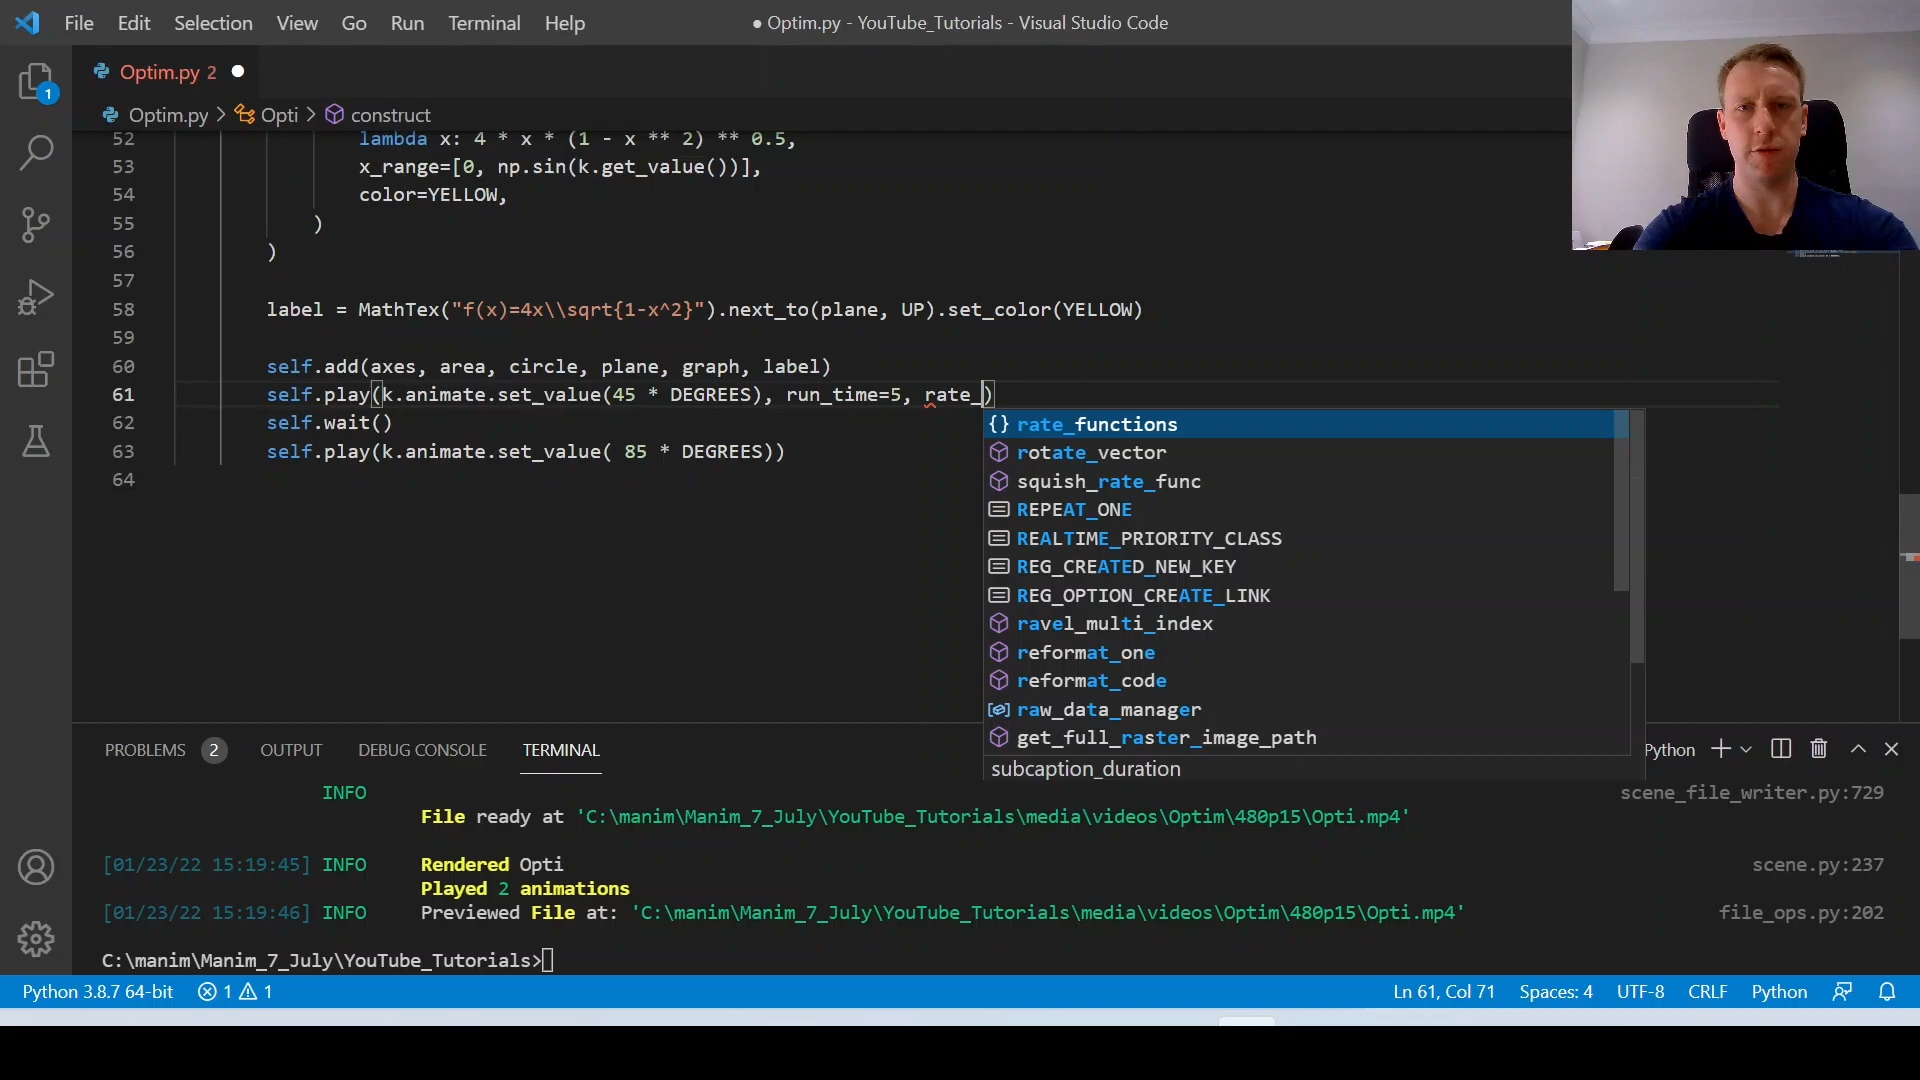 File Edit Selection View Go Run Terminal Help
● Optim.py - YouTube_Tutorials - Visual Studio Code
1
Optim.py 2 ●
Optim.py > Opti > construct
52 lambda x: 4 * x * (1 - x ** 2) ** 0.5,
53 x_range=[0, np.sin(k.get_value())],
54 color=YELLOW,
55 )
56 )
57
58 label = MathTex("f(x)=4x\\sqrt{1-x^2}").next_to(plane, UP).set_color(YELLOW)
59
60 self.add(axes, area, circle, plane, graph, label)
61 self.play(k.animate.set_value(45 * DEGREES), run_time=5, rate_)
62 self.wait()
63 self.play(k.animate.set_value( 85 * DEGREES))
64
{} rate_functions
rotate_vector
squish_rate_func
REPEAT_ONE
REALTIME_PRIORITY_CLASS
REG_CREATED_NEW_KEY
REG_OPTION_CREATE_LINK
ravel_multi_index
reformat_one
reformat_code
raw_data_manager
get_full_raster_image_path
subcaption_duration
PROBLEMS 2 OUTPUT DEBUG CONSOLE TERMINAL
Python
INFO scene_file_writer.py:729
File ready at 'C:\manim\Manim_7_July\YouTube_Tutorials\media\videos\Optim\480p15\Opti.mp4'
[01/23/22 15:19:45] INFO Rendered Opti scene.py:237
Played 2 animations
[01/23/22 15:19:46] INFO Previewed File at: 'C:\manim\Manim_7_July\YouTube_Tutorials\media\videos\Optim\480p15\Opti.mp4' file_ops.py:202
C:\manim\Manim_7_July\YouTube_Tutorials>
Python 3.8.7 64-bit 1 1
Ln 61, Col 71 Spaces: 4 UTF-8 CRLF Python